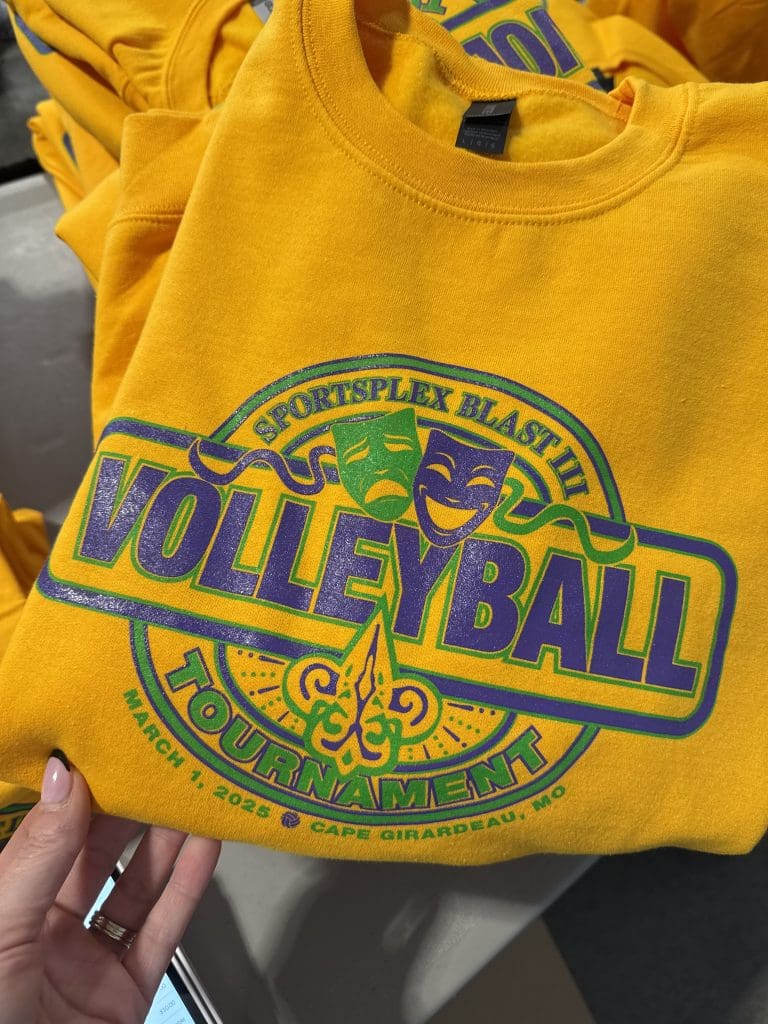 SPORTSPLEX BLAST III
VOLLEYBALL
TOURNAMENT
MARCH 1, 2025 CAPE GIRARDEAU, MO